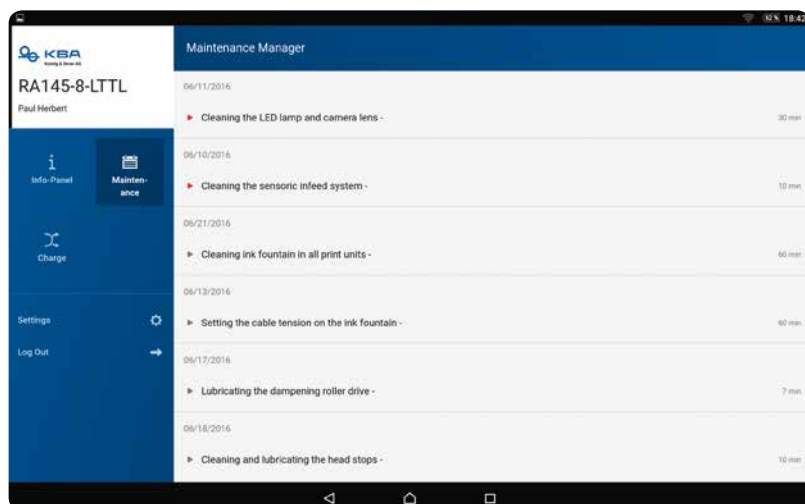 82% 18:42
KBA
Koenig & Bauer AG
RA145-8-LTTL
Paul Herbert
Info-Panel
Mainten-
ance
Charge
Settings
Log Out
Maintenance Manager
06/11/2016
Cleaning the LED lamp and camera lens -
30 min
06/10/2016
Cleaning the sensoric infeed system -
10 min
06/21/2016
Cleaning ink fountain in all print units -
60 min
06/13/2016
Setting the cable tension on the ink fountain -
60 min
06/17/2016
Lubricating the dampening roller drive -
7 min
06/18/2016
Cleaning and lubricating the head stops -
10 min